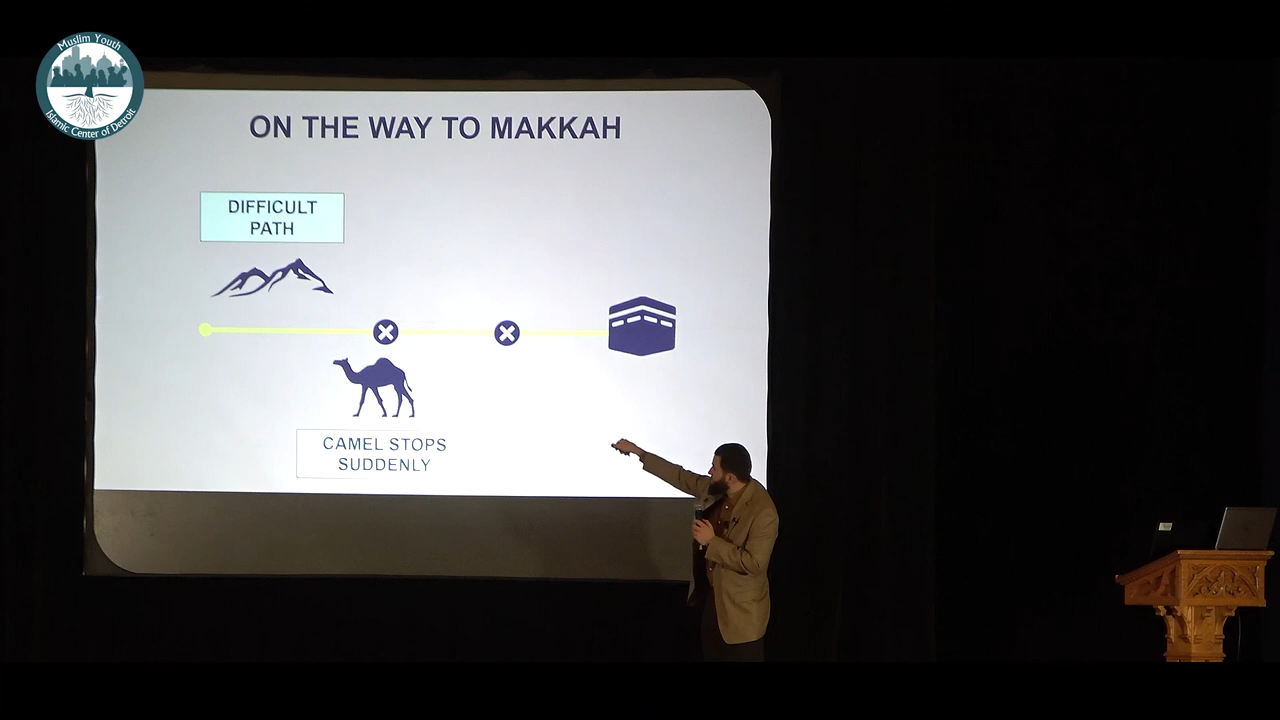 Muslim Youth
Islamic Center of Detroit
ON THE WAY TO MAKKAH
DIFFICULT
PATH
CAMEL STOPS
SUDDENLY